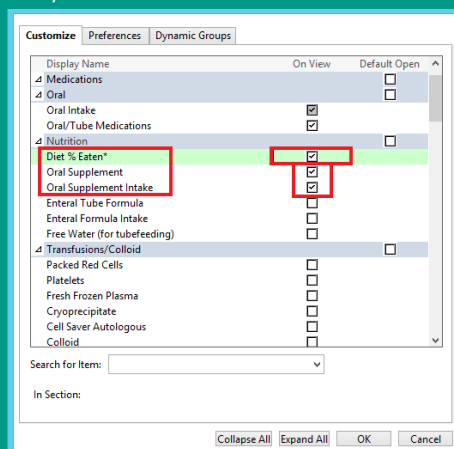 Customize Preferences Dynamic Groups
Display Name On View Default Open
Medications
Oral
Oral Intake
Oral/Tube Medications
Nutrition
Diet % Eaten*
Oral Supplement
Oral Supplement Intake
Enteral Tube Formula
Enteral Formula Intake
Free Water (for tubefeeding)
Transfusions/Colloid
Packed Red Cells
Platelets
Fresh Frozen Plasma
Cryoprecipitate
Cell Saver Autologous
Colloid
Search for Item:
In Section:
Collapse All Expand All OK Cancel